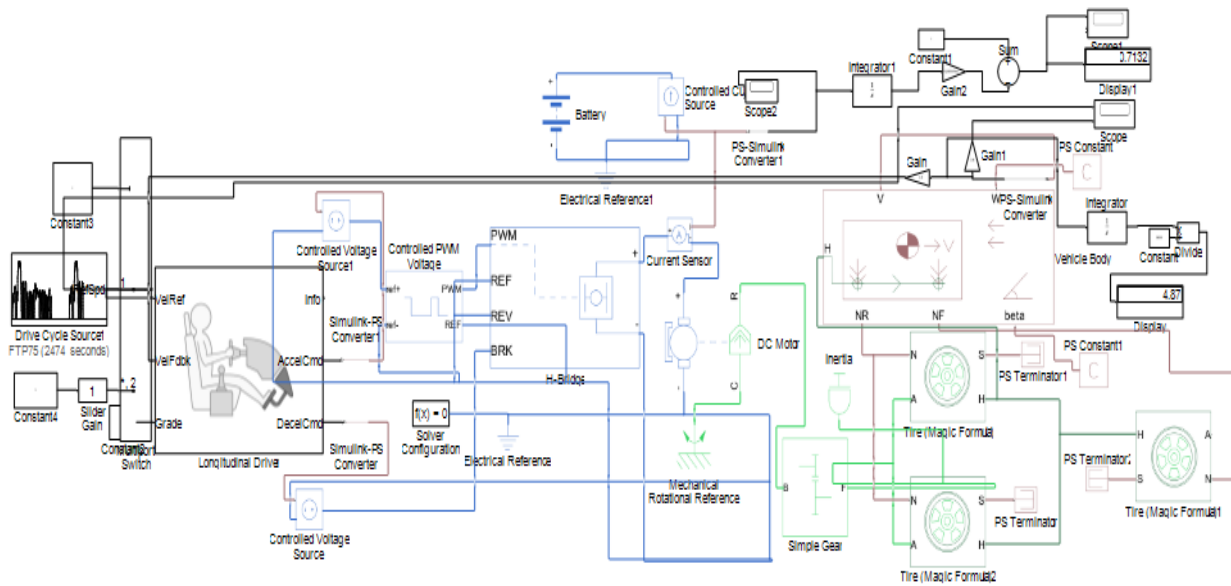 Constant1
Sum
Scope1
0.7132
Display1
Integrator1
Gain2
Battery
Controlled Cu
Source
Scope2
PS-Simulink
Converter1
Scope
Gain
Gain1
PS Constant
C
Electrical Reference1
V
W
PS-Simulink
Converter
Integrator
Constant
Divide
Vehicle Body
4.87
Display
Constant3
Controlled Voltage
Source1
Controlled PWM
Voltage
PWM
REF
REV
BRK
+
-
H-Bridge
Current Sensor
H
V
NR
NF
beta
RefSpd
Drive Cycle Source1
FTP75 (2474 seconds)
VelRef
VelFdbk
Grade
Info
AccelCmd
DecelCmd
Longitudinal Drive
Simulink-PS
Converter1
Simulink-PS
Converter
ref+
ref-
PWM
REF
Constant4
1
Slider
Gain
*, 2
Switch
f(x) = 0
Solver
Configuration
Electrical Reference
Controlled Voltage
Source
R
C
DC Motor
Mechanical
Rotational Reference
Inertia
B
F
Simple Gear
N
A
S
H
Tire (Magic Formula)
PS Terminator1
C
PS Constant1
N
A
S
H
PS Terminator
Tire (Magic Formula)2
H
S
A
N
PS Terminator2
Tire (Magic Formula)1